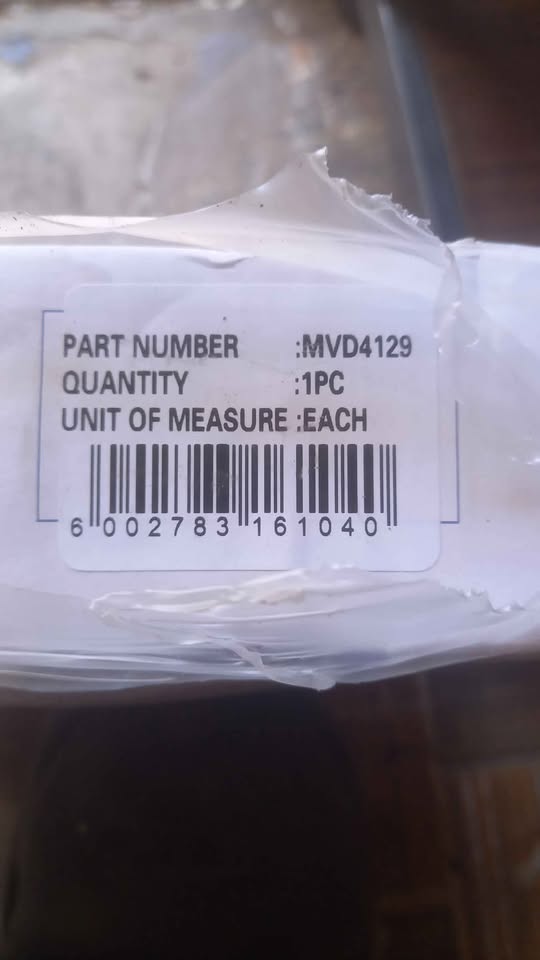 PART NUMBER :MVD4129
QUANTITY :1PC
UNIT OF MEASURE :EACH
6 002783 161040